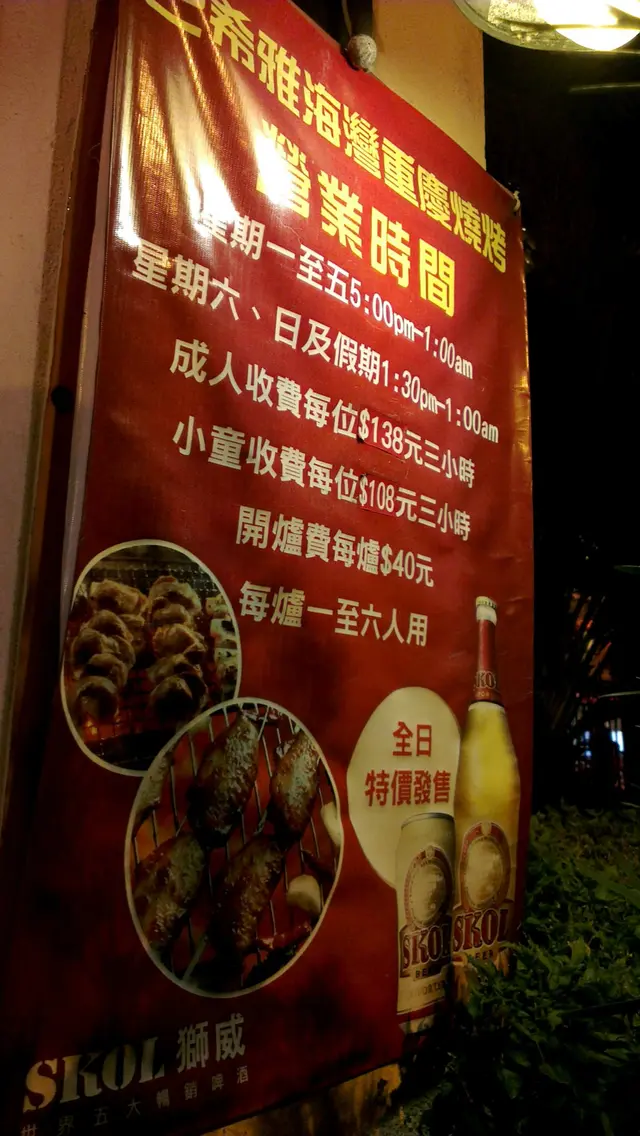 希雅海灣重慶燒烤
營業時間
星期一至五5:00pm-1:00am
星期六、日及假期1:30pm-1:00am
成人收費每位$138元三小時
小童收費每位$108元三小時
開爐費每爐$40元
每爐一至六人用
全日
特價發售
SKOL
SKOL
SKOL
BEER
SKOL 獅威
世界五大暢銷啤酒